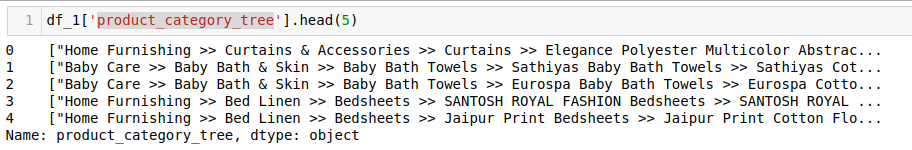 1 df_1['product_category_tree'].head(5)
0 ["Home Furnishing >> Curtains & Accessories >> Curtains >> Elegance Polyester Multicolor Abstrac...
1 ["Baby Care >> Baby Bath & Skin >> Baby Bath Towels >> Sathiyas Baby Bath Towels >> Sathiyas Cot...
2 ["Baby Care >> Baby Bath & Skin >> Baby Bath Towels >> Eurospa Baby Bath Towels >> Eurospa Cotto...
3 ["Home Furnishing >> Bed Linen >> Bedsheets >> SANTOSH ROYAL FASHION Bedsheets >> SANTOSH ROYAL ...
4 ["Home Furnishing >> Bed Linen >> Bedsheets >> Jaipur Print Bedsheets >> Jaipur Print Cotton Flo...
Name: product_category_tree, dtype: object